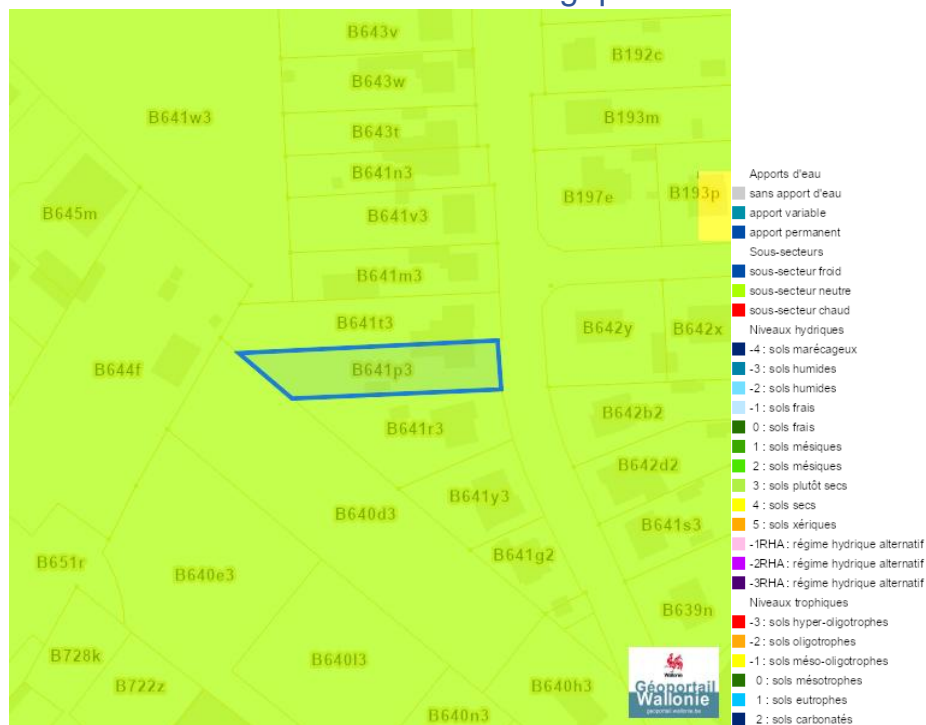 B643v
B192c
B643w
B641w3
B193m
B643t
B641n3
B197e
B193p
B645m
B641v3
B641m3
B641t3
B642y
B642x
B644f
B641p3
B642b2
B641r3
B642d2
B641y3
B640d3
B641s3
B641g2
B651r
B640e3
B639n
B728k
B640l3
B722z
B640h3
B640n3
Wallonie
Géoportail
Wallonie
geoportail.wallonie.be
Apports d'eau
sans apport d'eau
apport variable
apport permanent
Sous-secteurs
sous-secteur froid
sous-secteur neutre
sous-secteur chaud
Niveaux hydriques
-4 : sols marécageux
-3 : sols humides
-2 : sols humides
-1 : sols frais
0 : sols frais
1 : sols mésiques
2 : sols mésiques
3 : sols plutôt secs
4 : sols secs
5 : sols xériques
-1RHA : régime hydrique alternatif
-2RHA : régime hydrique alternatif
-3RHA : régime hydrique alternatif
Niveaux trophiques
-3 : sols hyper-oligotrophes
-2 : sols oligotrophes
-1 : sols méso-oligotrophes
0 : sols mésotrophes
1 : sols eutrophes
2 : sols carbonatés